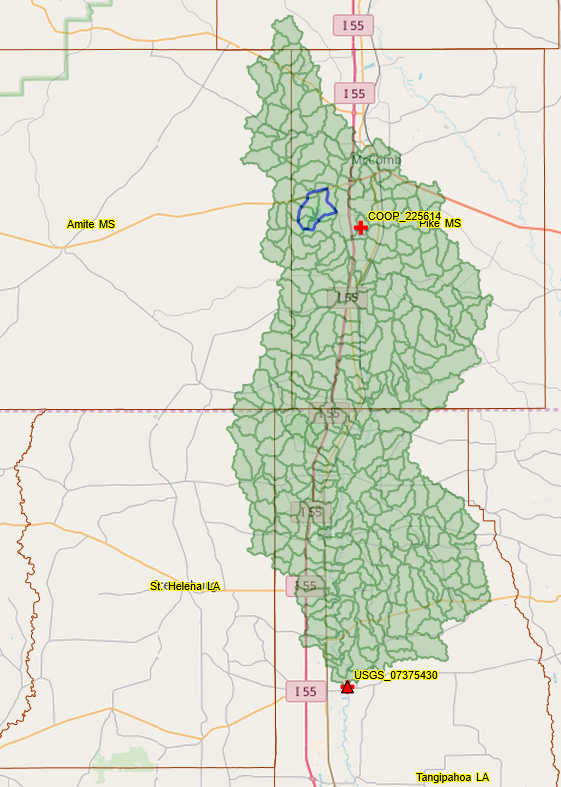 I 55
I 55
McComb
COOP_225614
Pike MS
Amite MS
I 55
I 55
I 55
I 55
St. Helena LA
USGS_07375430
I 55
Tangipahoa LA